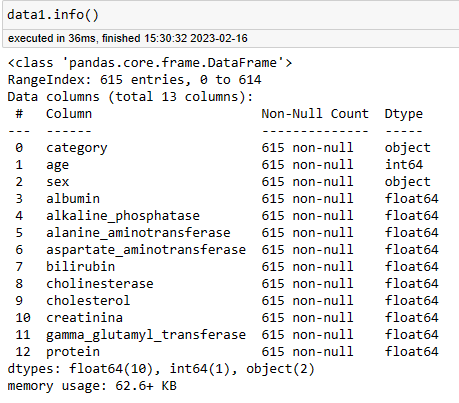 data1.info()
executed in 36ms, finished 15:30:32 2023-02-16
<class 'pandas.core.frame.DataFrame'>
RangeIndex: 615 entries, 0 to 614
Data columns (total 13 columns):
 #   Column                      Non-Null Count  Dtype
---  ------                      --------------  -----
 0   category                    615 non-null    object
 1   age                         615 non-null    int64
 2   sex                         615 non-null    object
 3   albumin                     615 non-null    float64
 4   alkaline_phosphatase        615 non-null    float64
 5   alanine_aminotransferase    615 non-null    float64
 6   aspartate_aminotransferase  615 non-null    float64
 7   bilirubin                   615 non-null    float64
 8   cholinesterase              615 non-null    float64
 9   cholesterol                 615 non-null    float64
 10  creatinina                  615 non-null    float64
 11  gamma_glutamyl_transferase  615 non-null    float64
 12  protein                     615 non-null    float64
dtypes: float64(10), int64(1), object(2)
memory usage: 62.6+ KB